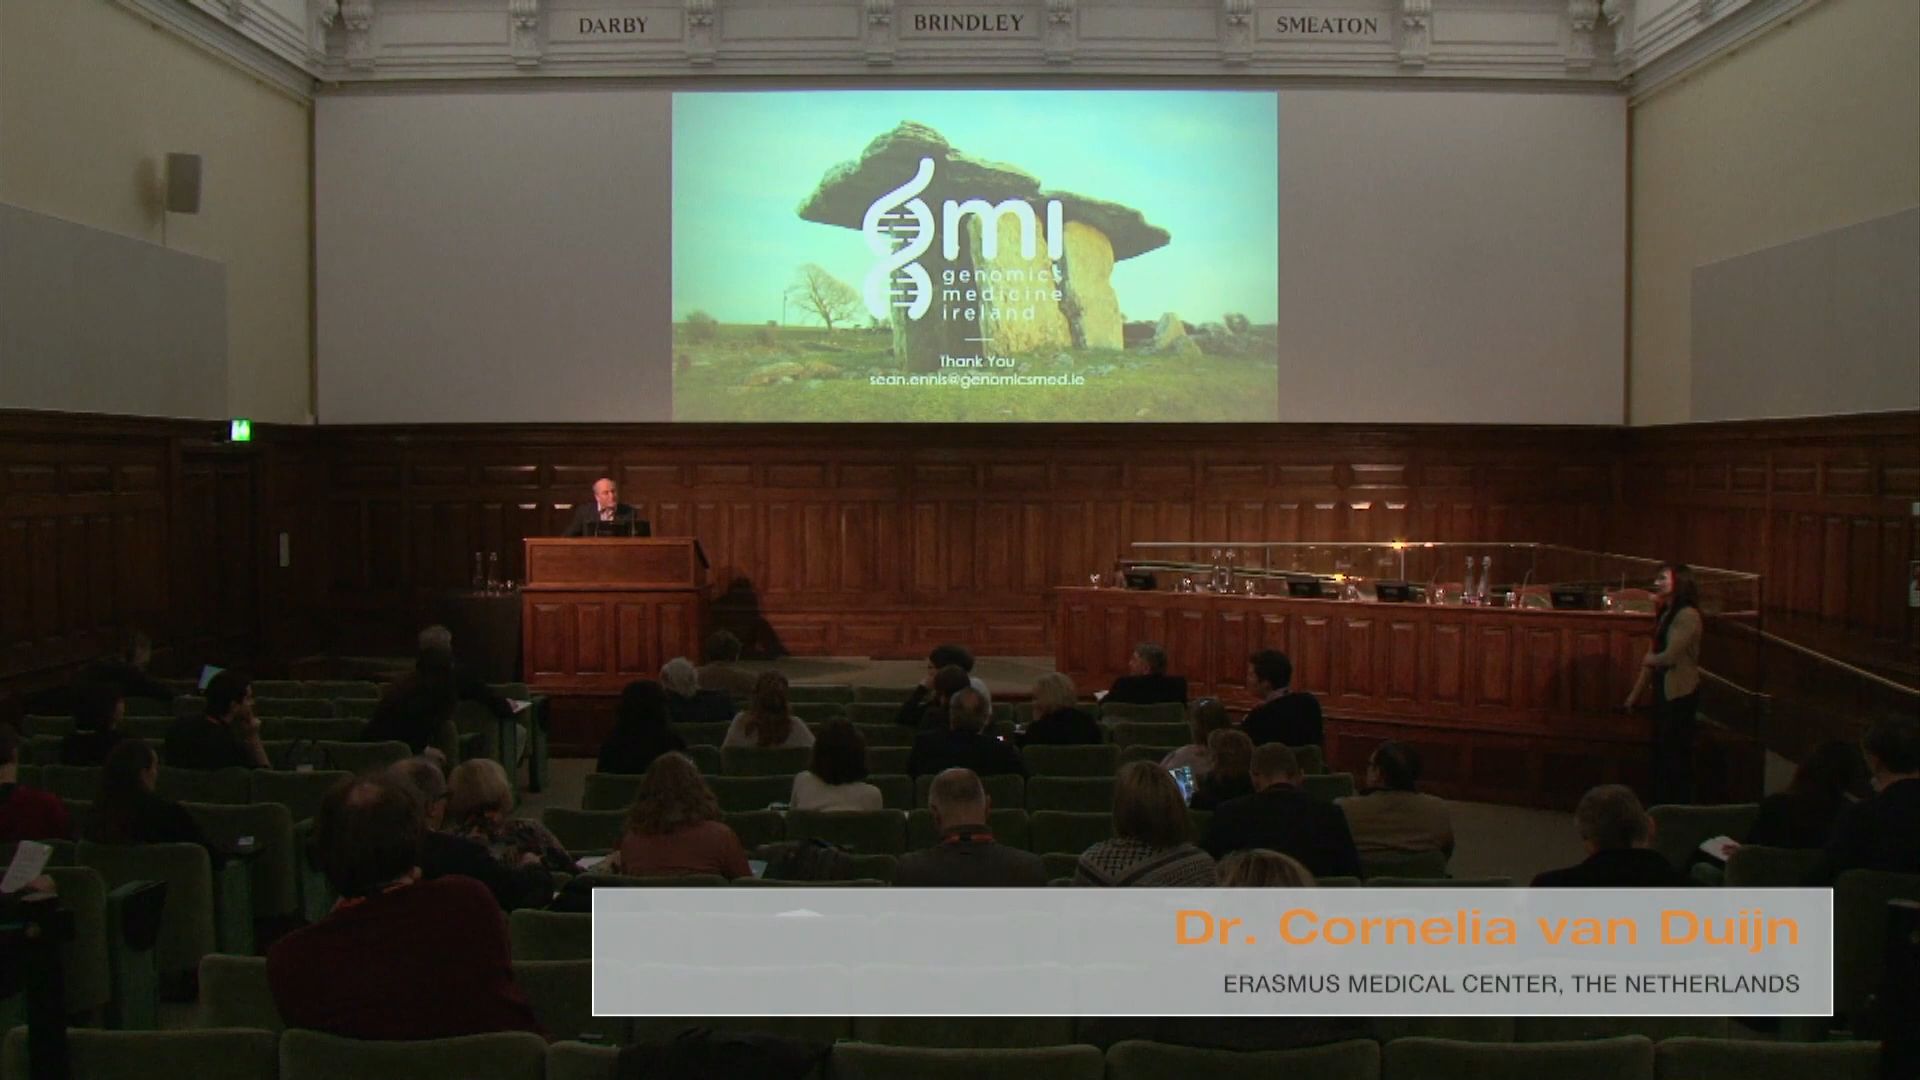 DARBY
BRINDLEY
SMEATON
gmi
genomics
medicine
ireland
Thank You
sean.ennis@genomicsmed.ie
Dr. Cornelia van Duijn
ERASMUS MEDICAL CENTER, THE NETHERLANDS